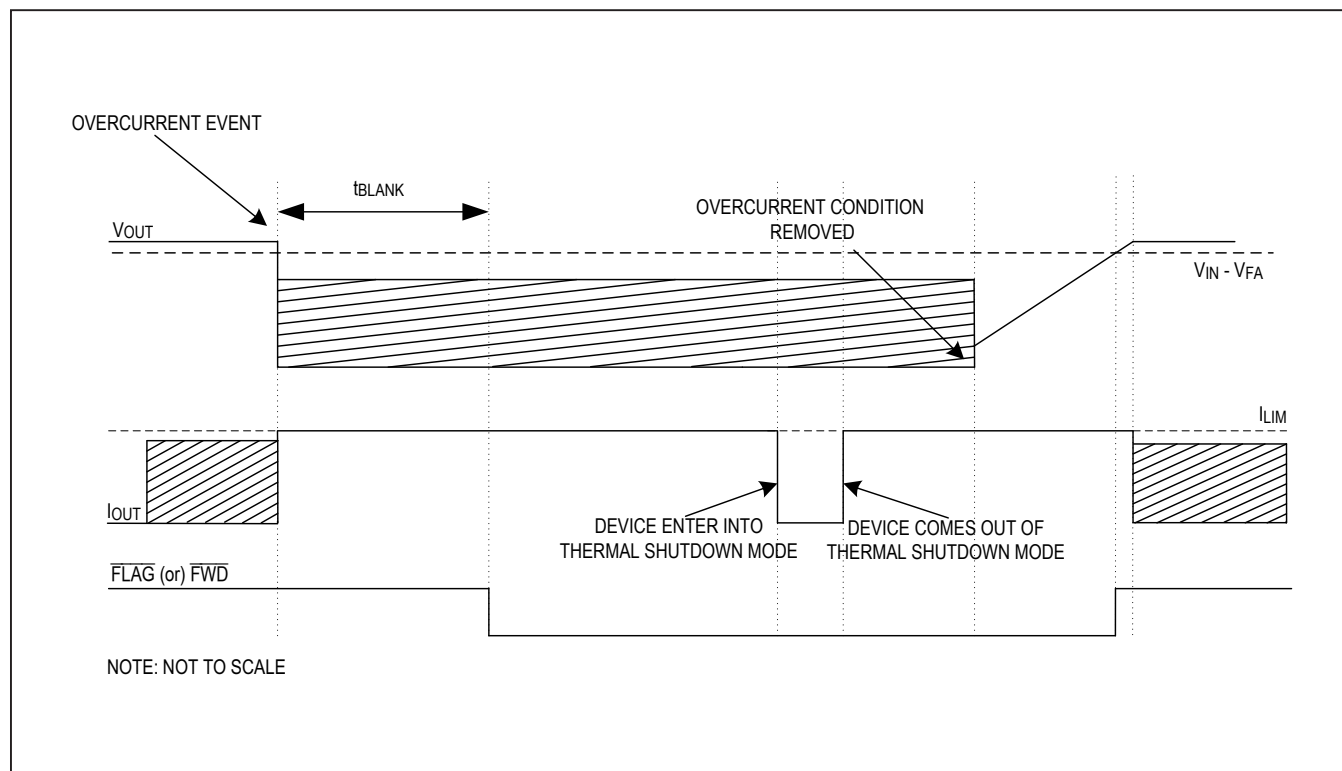 OVERCURRENT EVENT
tBLANK
OVERCURRENT CONDITION
REMOVED
VOUT
VIN - VFA
ILIM
IOUT
DEVICE ENTER INTO
THERMAL SHUTDOWN MODE
DEVICE COMES OUT OF
THERMAL SHUTDOWN MODE
FLAG (or) FWD
NOTE: NOT TO SCALE